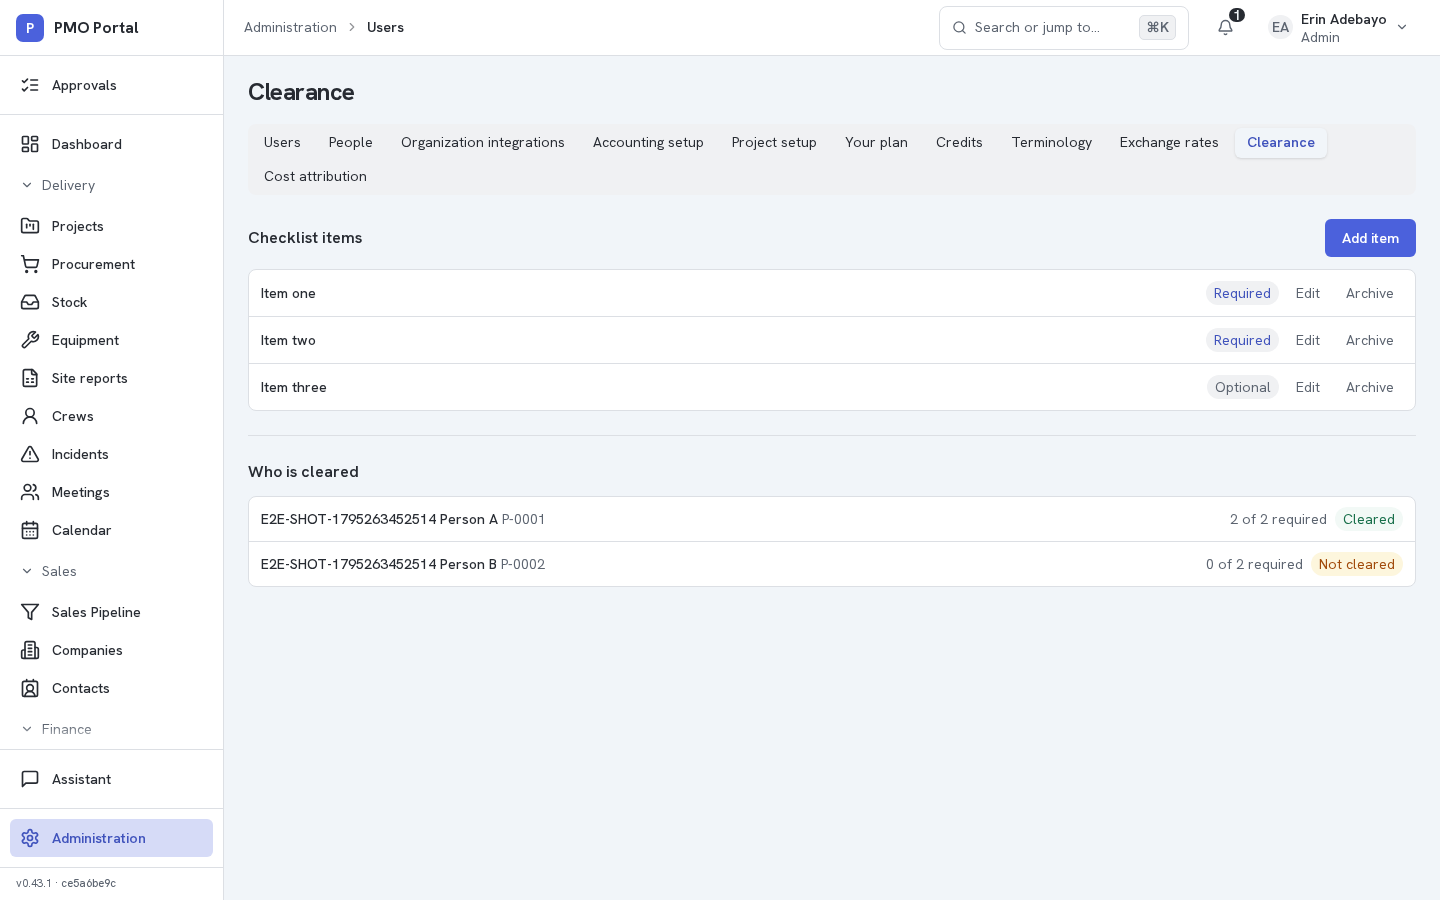 P PMO Portal
Administration > Users
Search or jump to... ⌘K
1
EA
Erin Adebayo
Admin
Approvals
Dashboard
Delivery
Projects
Procurement
Stock
Equipment
Site reports
Crews
Incidents
Meetings
Calendar
Sales
Sales Pipeline
Companies
Contacts
Finance
Assistant
Administration
v0.43.1 · ce5a6be9c
Clearance
Users People Organization integrations Accounting setup Project setup Your plan Credits Terminology Exchange rates Clearance
Cost attribution
Checklist items Add item
Item one Required Edit Archive
Item two Required Edit Archive
Item three Optional Edit Archive
Who is cleared
E2E-SHOT-1795263452514 Person A P-0001 2 of 2 required Cleared
E2E-SHOT-1795263452514 Person B P-0002 0 of 2 required Not cleared